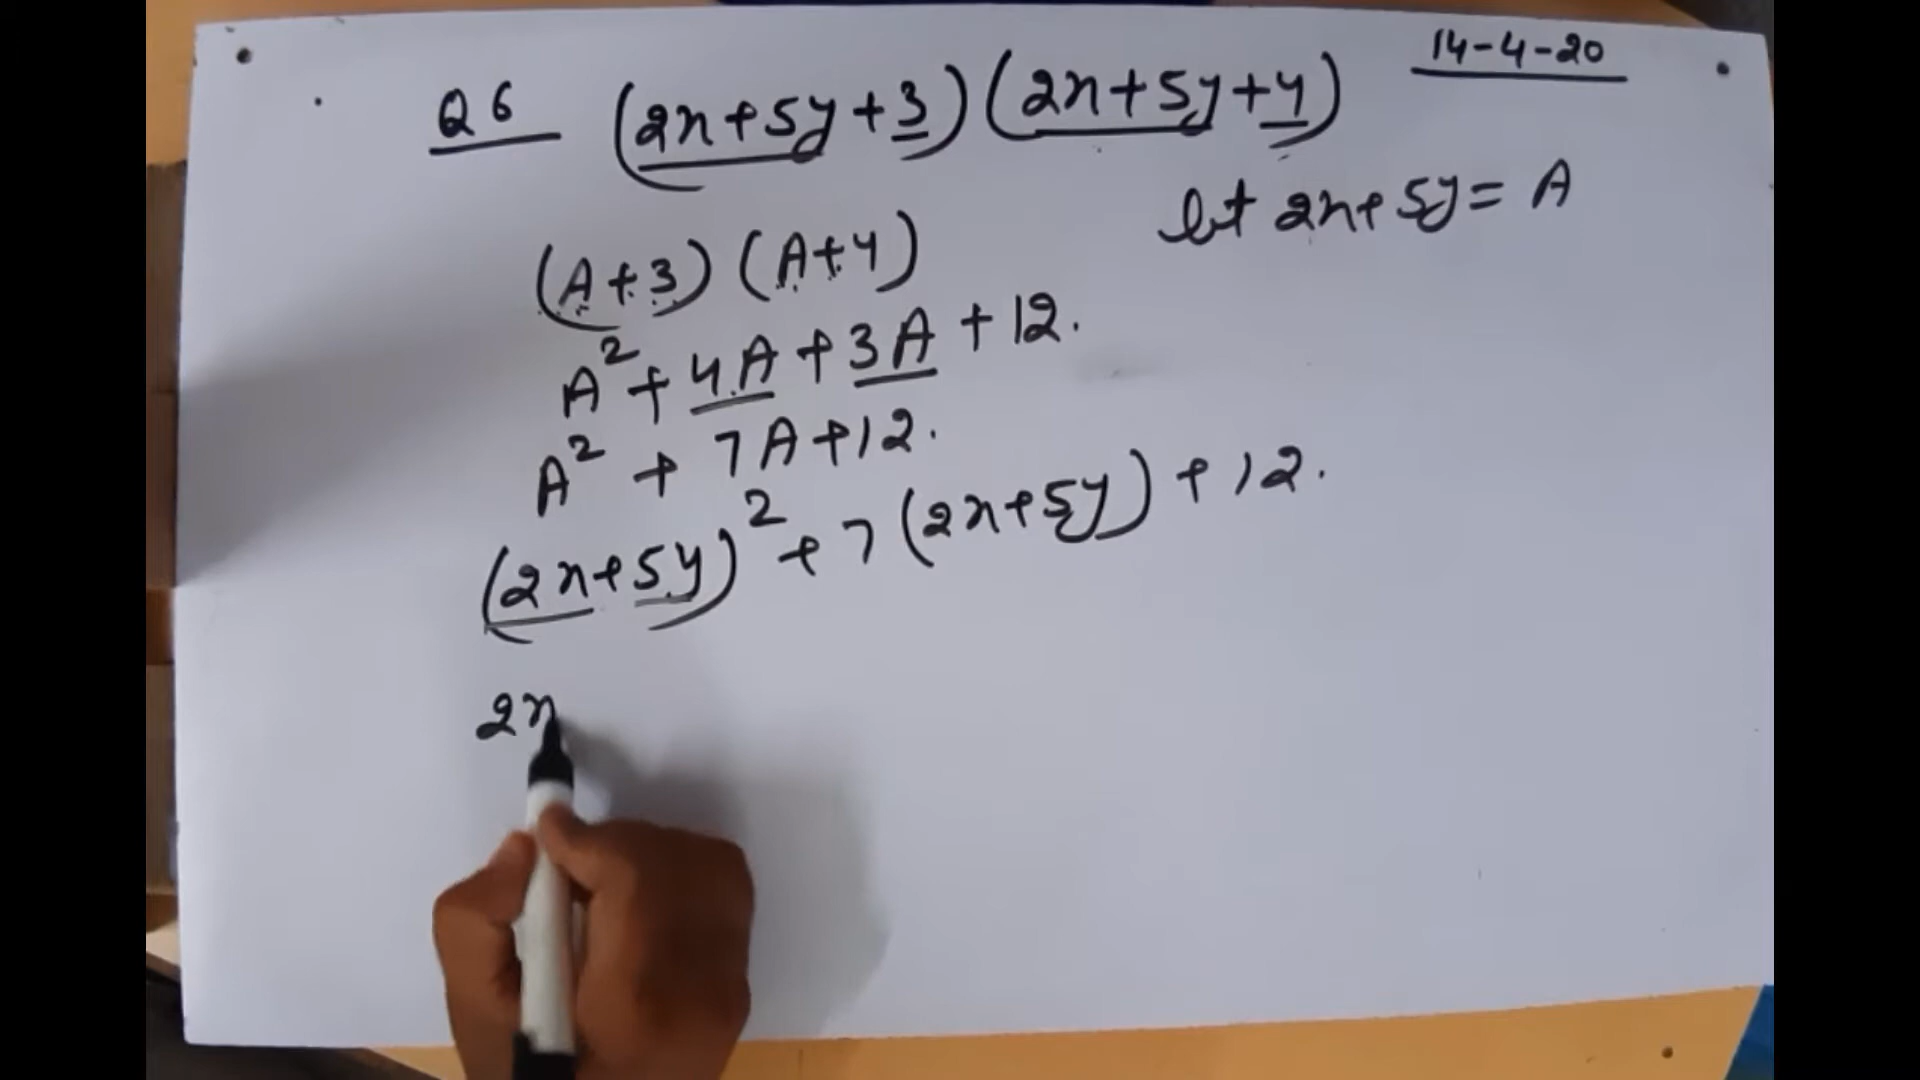 14-4-20
Q6 (2x+5y+3)(2x+5y+4)
let 2x+5y = A
(A+3) (A+4)
A² + 4A + 3A + 12.
A² + 7A+12.
(2x+5y)² + 7(2x+5y) + 12.
2x